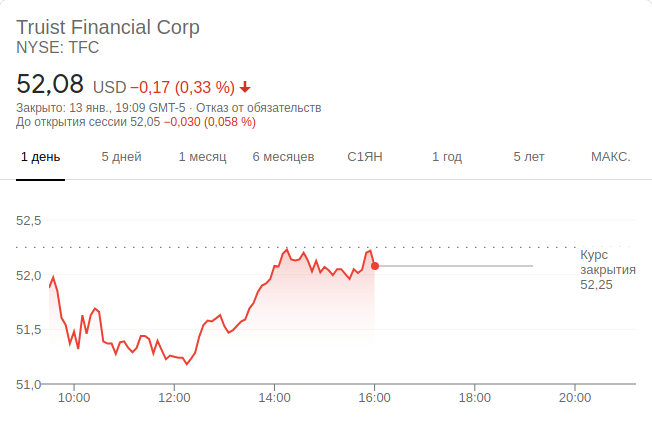 Truist Financial Corp
NYSE: TFC
52,08 USD −0,17 (0,33 %)
Закрыто: 13 янв., 19:09 GMT-5 · Отказ от обязательств
До открытия сессии 52,05 −0,030 (0,058 %)
1 день 5 дней 1 месяц 6 месяцев С1ЯН 1 год 5 лет МАКС.
52,5
Курс
закрытия
52,25
52,0
51,5
51,0
10:00 12:00 14:00 16:00 18:00 20:00